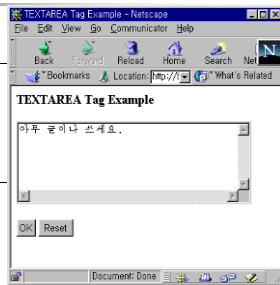 TEXTAREA Tag Example - Netscape
File Edit View Go Communicator Help
Back Forward Reload Home Search Net
Bookmarks Location: http:// What's Related
TEXTAREA Tag Example
아무 글이나 쓰세요.
OK Reset
Document: Done